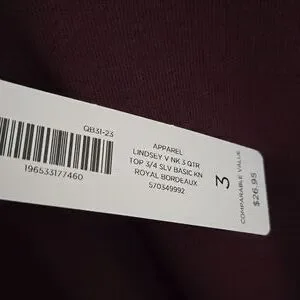 QB31-23
196533177460
APPAREL
LINDSEY V NK 3 QTR
TOP 3/4 SLV BASIC KN
ROYAL BORDEAUX
570349992
3
COMPARABLE VALUE
$26.95